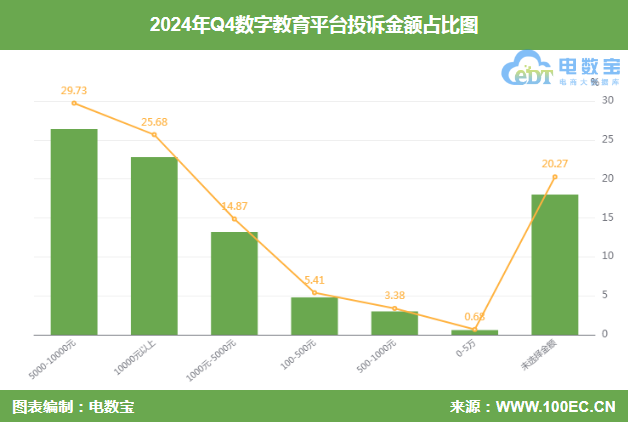 2024年Q4数字教育平台投诉金额占比图
eDT 电数宝
电商大数据库
%
29.73
25.68
14.87
5.41
3.38
0.68
20.27
30
25
20
15
10
5
0
5000-10000元
10000元以上
1000元-5000元
100-500元
500-1000元
0-5万
未选择金额
图表编制：电数宝
来源：WWW.100EC.CN